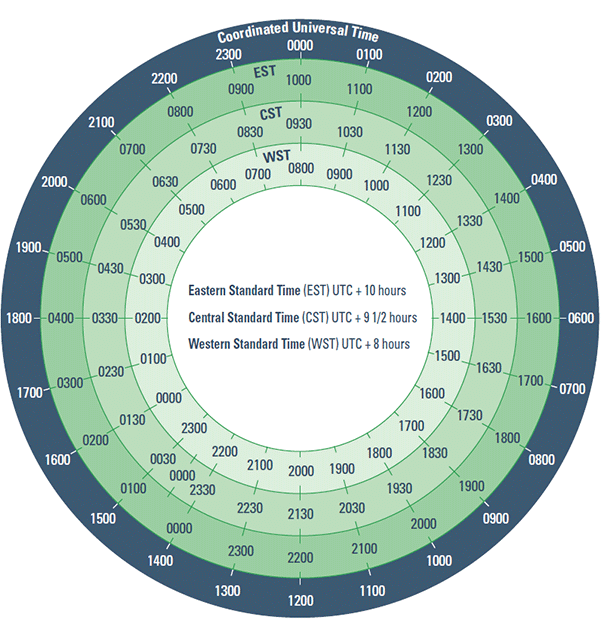 Coordinated Universal Time
0000 0100 0200 0300 0400 0500 0600 0700 0800 0900 1000 1100 1200 1300 1400 1500 1600 1700 1800 1900 2000 2100 2200 2300
EST
1000 1100 1200 1300 1400 1500 1600 1700 1800 1900 2000 2100 2200 2300 0000 0100 0200 0300 0400 0500 0600 0700 0800 0900
CST
0930 1030 1130 1230 1330 1430 1530 1630 1730 1830 1930 2030 2130 2230 2330 0000 0030 0130 0230 0330 0430 0530 0630 0730 0830
WST
0800 0900 1000 1100 1200 1300 1400 1500 1600 1700 1800 1900 2000 2100 2200 2300 0000 0100 0200 0300 0400 0500 0600 0700
Eastern Standard Time (EST) UTC + 10 hours
Central Standard Time (CST) UTC + 9 1/2 hours
Western Standard Time (WST) UTC + 8 hours